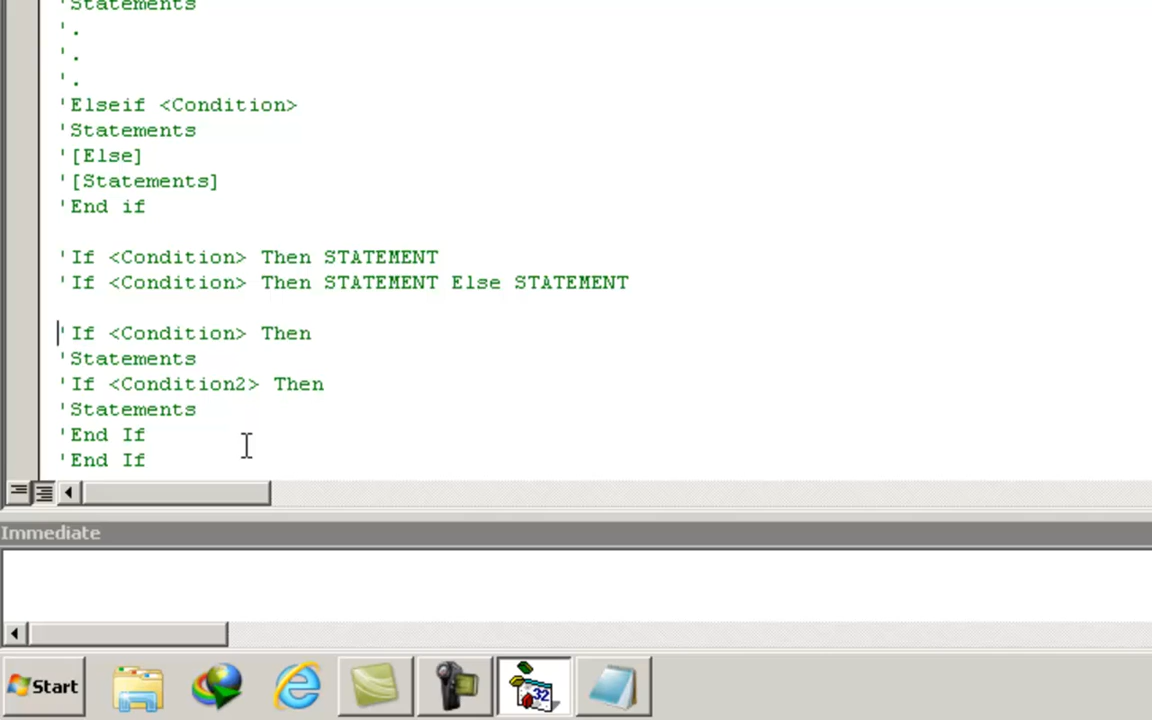 'Statements
'.
'.
'.
'Elseif <Condition>
'Statements
'[Else]
'[Statements]
'End if
'If <Condition> Then STATEMENT
'If <Condition> Then STATEMENT Else STATEMENT
'If <Condition> Then
'Statements
'If <Condition2> Then
'Statements
'End If
'End If
Immediate
Start
32